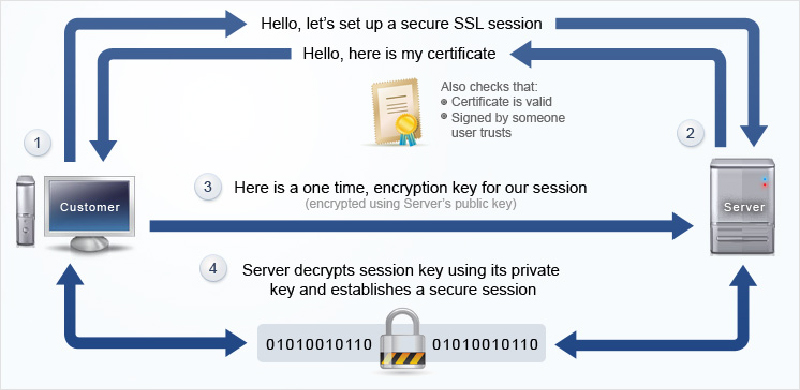 Hello, let's set up a secure SSL session
Hello, here is my certificate
Also checks that:
• Certificate is valid
• Signed by someone
user trusts
1
2
Customer
Server
3
Here is a one time, encryption key for our session
(encrypted using Server's public key)
4
Server decrypts session key using its private
key and establishes a secure session
01010010110
01010010110